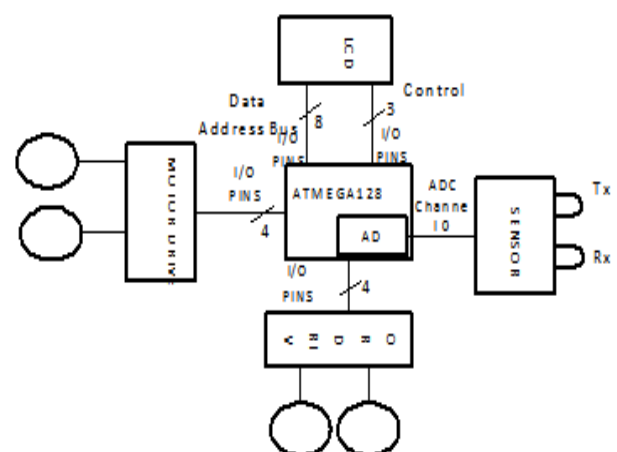 LCD
Data
Address Bus
8
I/O
PINS
Control
3
I/O
PINS
MOTOR DRIVE
I/O
PINS
4
ATMEGA128
AD
ADC
Channe
l 0
SENSOR
Tx
Rx
I/O
PINS
4